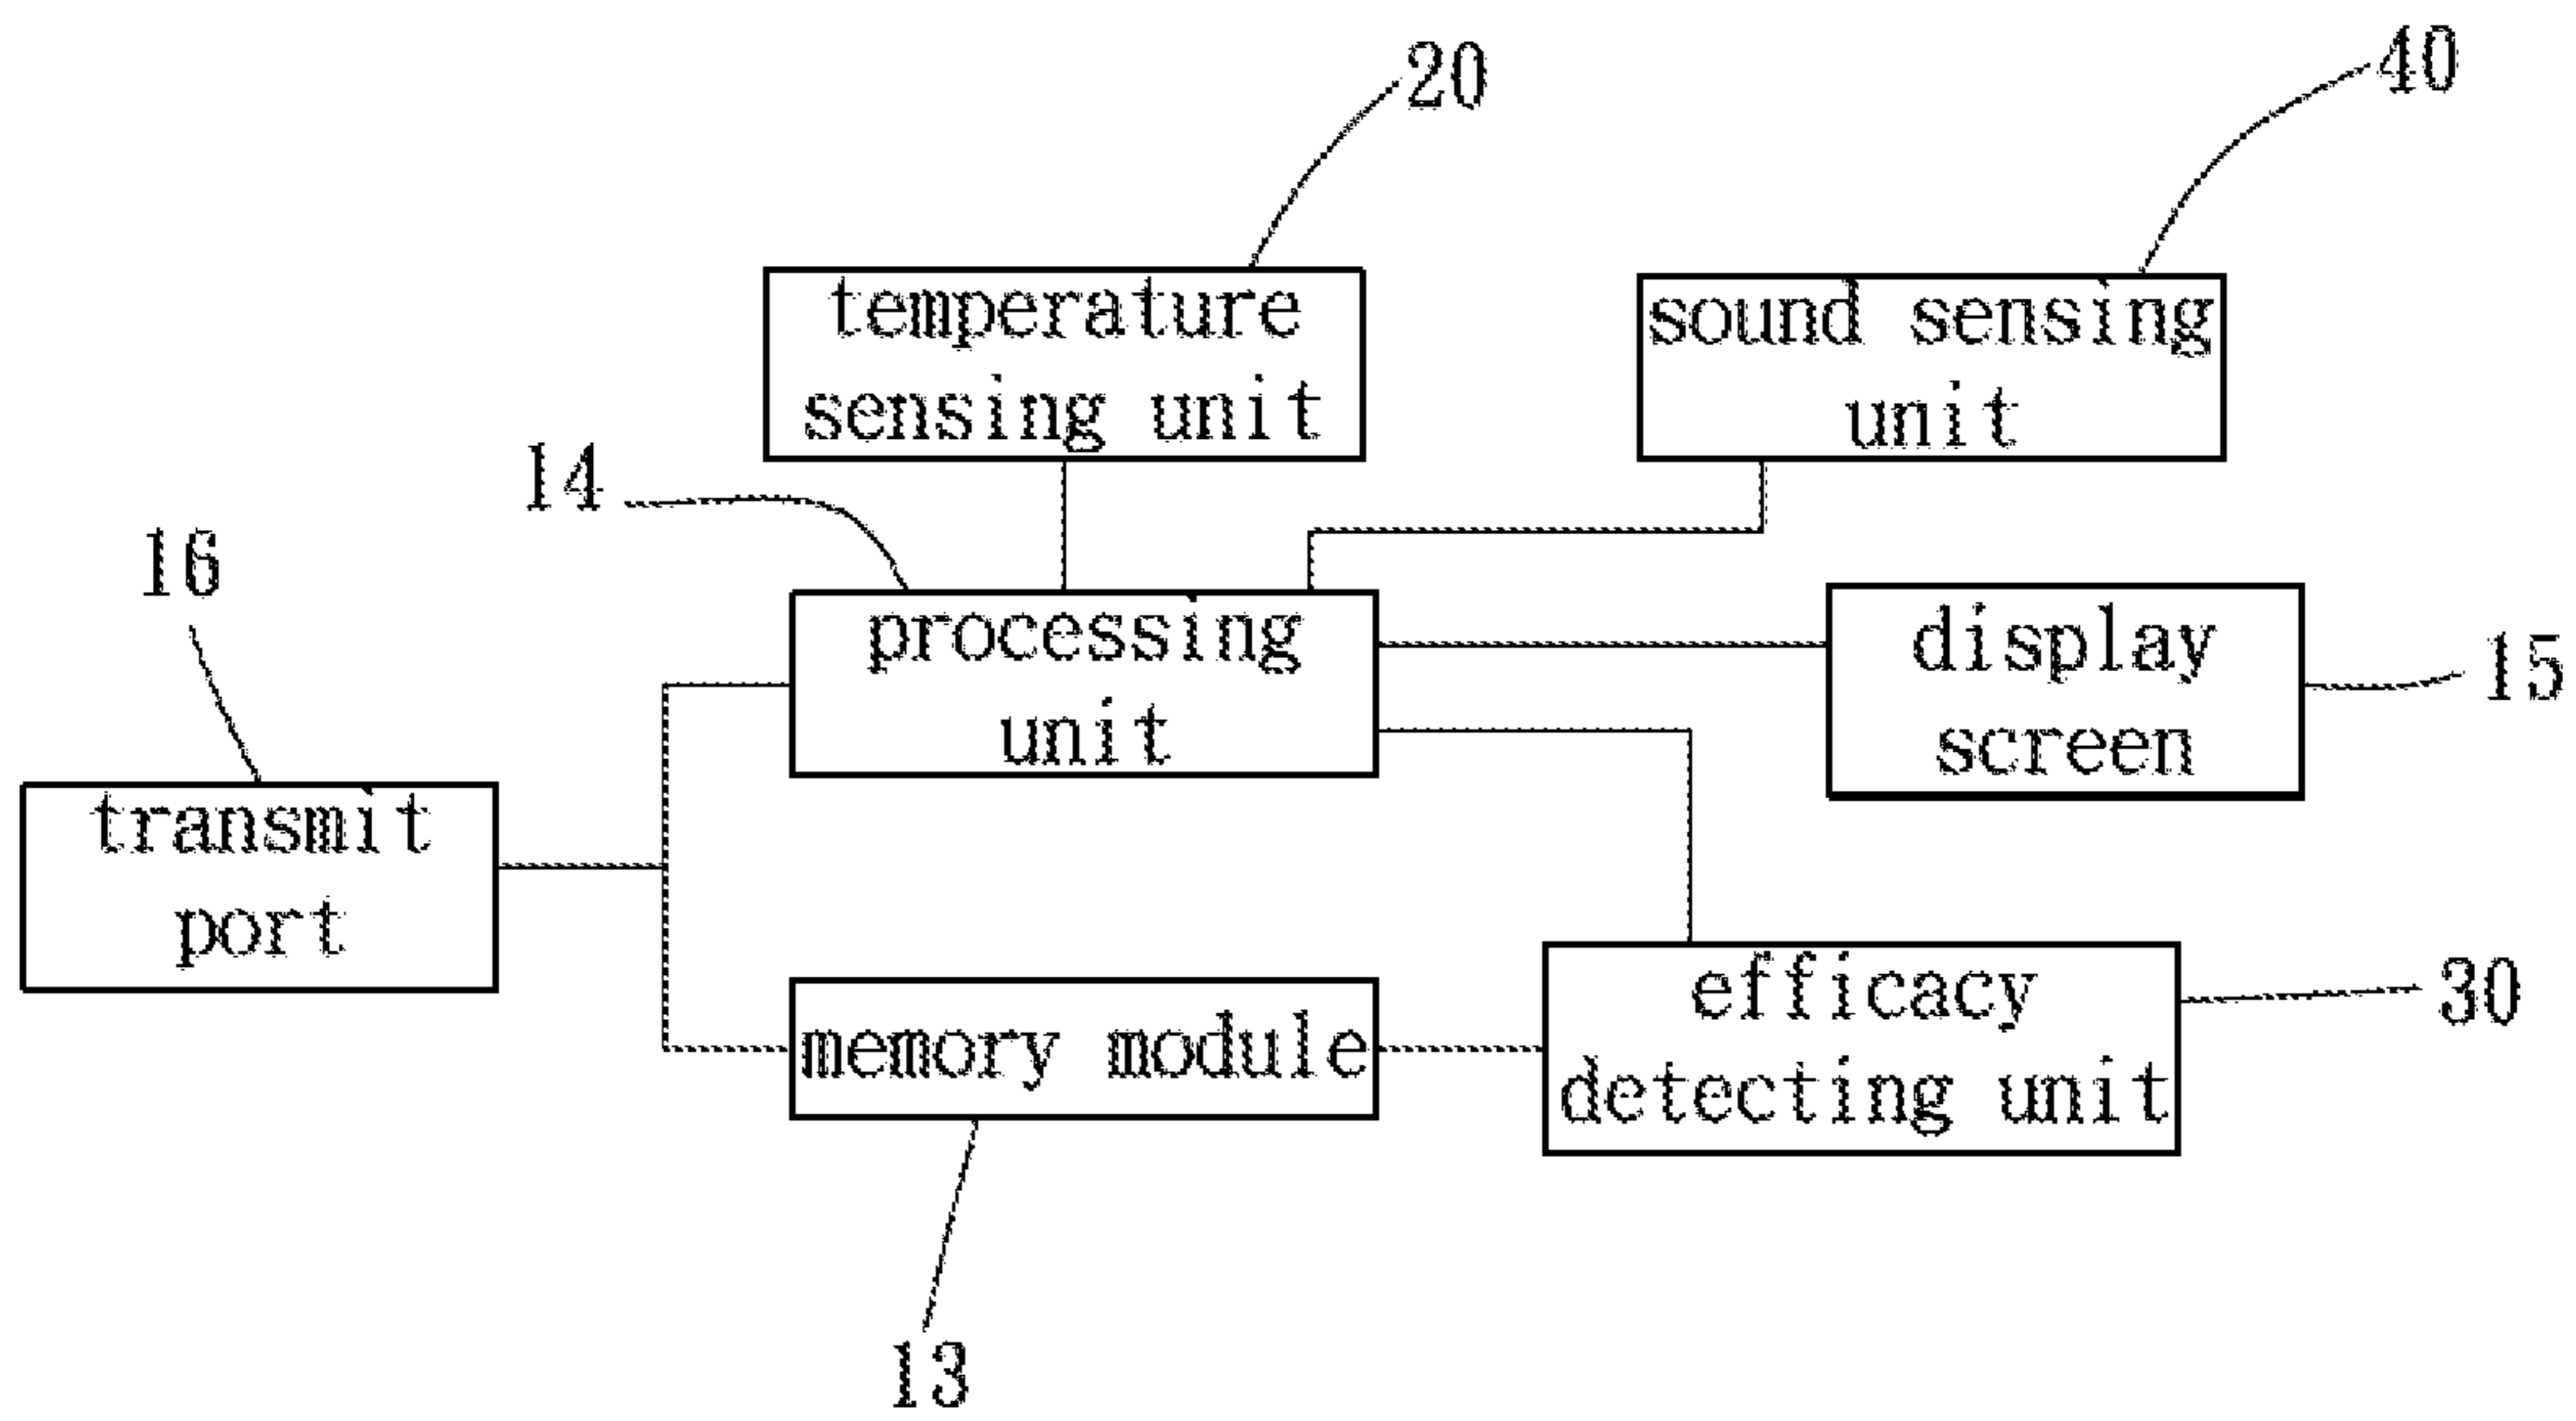 20
40
temperature
sensing unit
sound sensing
unit
14
16
processing
unit
display
screen
15
transmit
port
efficacy
detecting unit
30
memory module
13